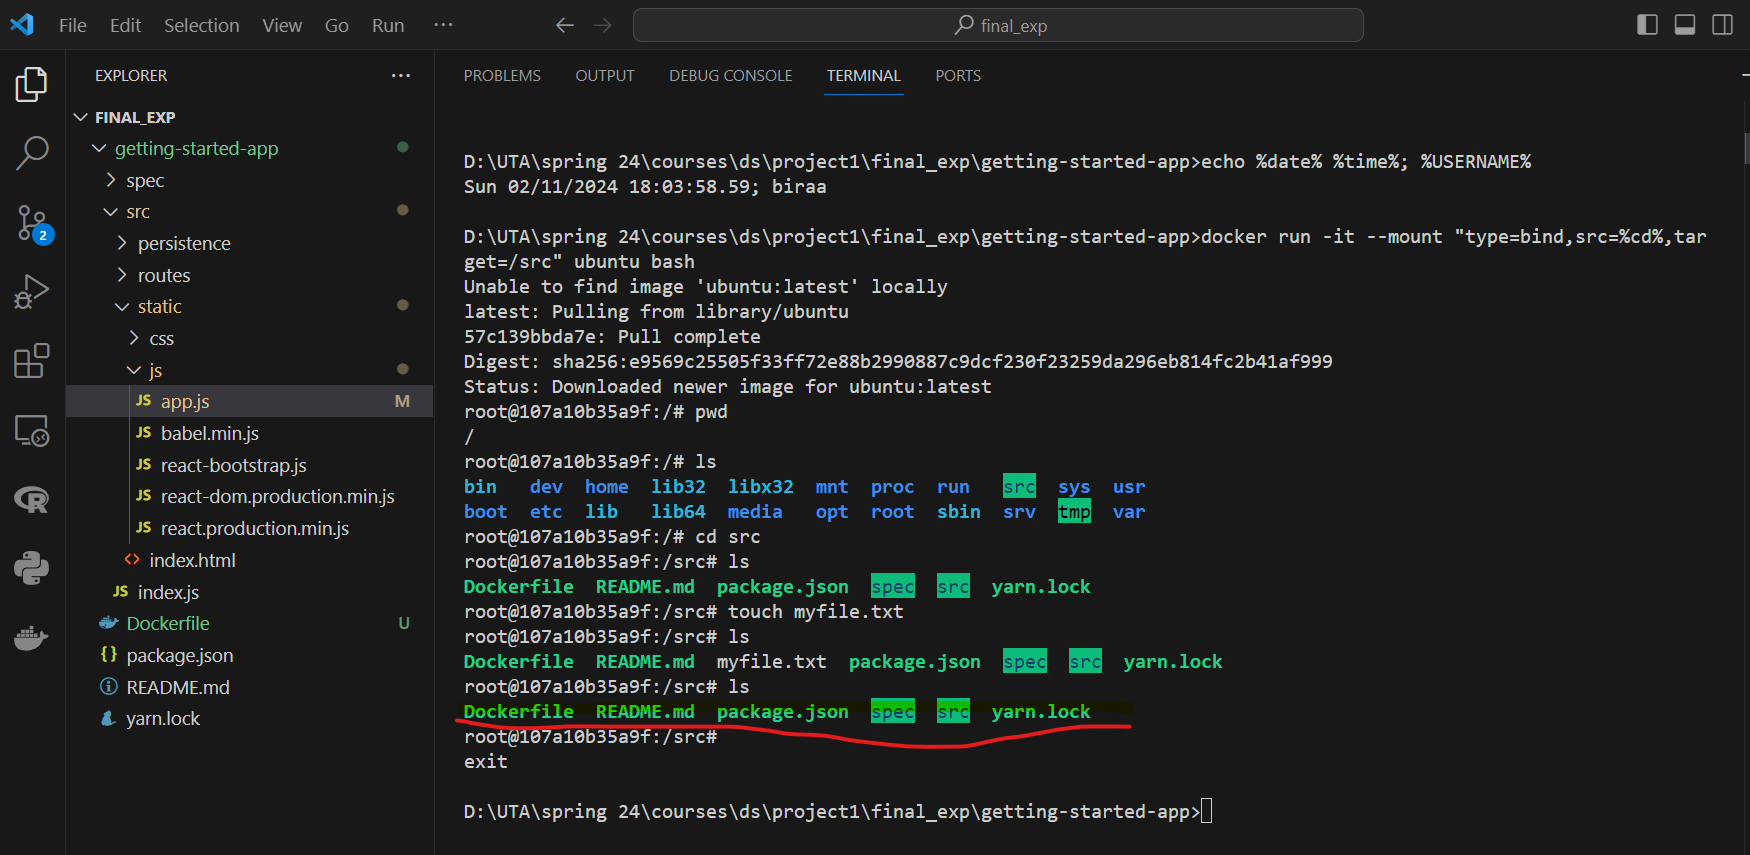 File Edit Selection View Go Run ···
final_exp
EXPLORER ···
FINAL_EXP
getting-started-app
spec
src
persistence
routes
static
css
js
JS app.js M
JS babel.min.js
JS react-bootstrap.js
JS react-dom.production.min.js
JS react.production.min.js
<> index.html
JS index.js
Dockerfile U
{} package.json
README.md
yarn.lock
2
PROBLEMS OUTPUT DEBUG CONSOLE TERMINAL PORTS
D:\UTA\spring 24\courses\ds\project1\final_exp\getting-started-app>echo %date% %time%; %USERNAME%
Sun 02/11/2024 18:03:58.59; biraa
D:\UTA\spring 24\courses\ds\project1\final_exp\getting-started-app>docker run -it --mount "type=bind,src=%cd%,tar
get=/src" ubuntu bash
Unable to find image 'ubuntu:latest' locally
latest: Pulling from library/ubuntu
57c139bbda7e: Pull complete
Digest: sha256:e9569c25505f33ff72e88b2990887c9dcf230f23259da296eb814fc2b41af999
Status: Downloaded newer image for ubuntu:latest
root@107a10b35a9f:/# pwd
/
root@107a10b35a9f:/# ls
bin dev home lib32 libx32 mnt proc run src sys usr
boot etc lib lib64 media opt root sbin srv tmp var
root@107a10b35a9f:/# cd src
root@107a10b35a9f:/src# ls
Dockerfile README.md package.json spec src yarn.lock
root@107a10b35a9f:/src# touch myfile.txt
root@107a10b35a9f:/src# ls
Dockerfile README.md myfile.txt package.json spec src yarn.lock
root@107a10b35a9f:/src# ls
Dockerfile README.md package.json spec src yarn.lock
root@107a10b35a9f:/src#
exit
D:\UTA\spring 24\courses\ds\project1\final_exp\getting-started-app>